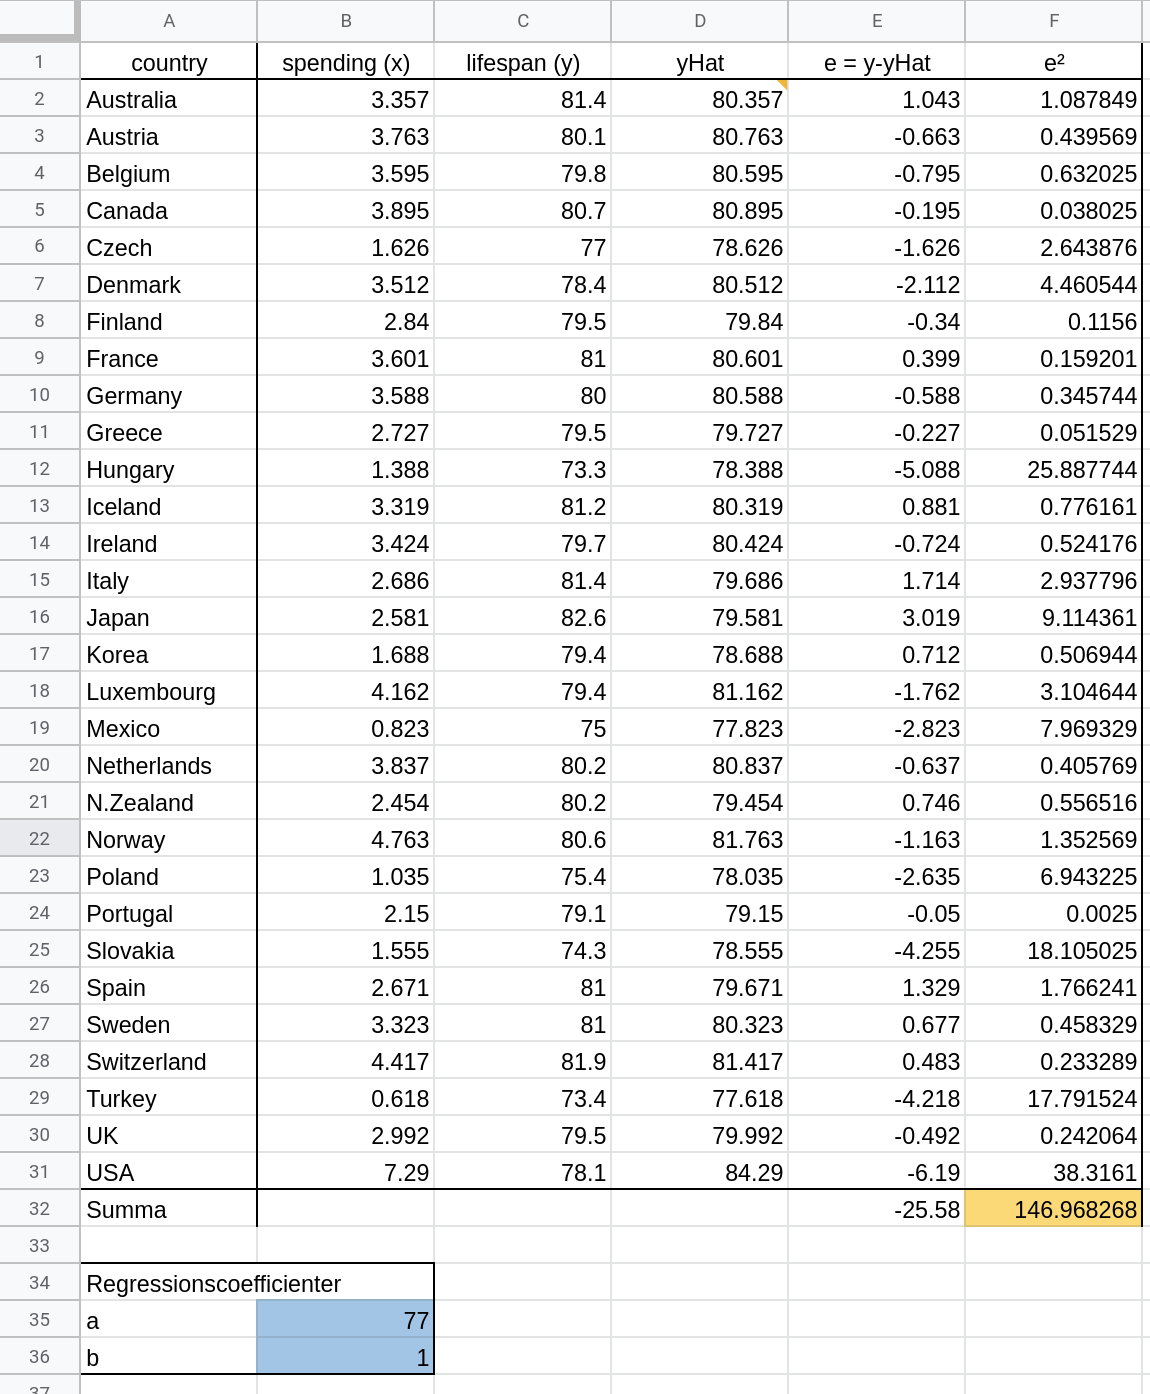 A B C D E F
1 country spending (x) lifespan (y) yHat e = y-yHat e²
2 Australia 3.357 81.4 80.357 1.043 1.087849
3 Austria 3.763 80.1 80.763 -0.663 0.439569
4 Belgium 3.595 79.8 80.595 -0.795 0.632025
5 Canada 3.895 80.7 80.895 -0.195 0.038025
6 Czech 1.626 77 78.626 -1.626 2.643876
7 Denmark 3.512 78.4 80.512 -2.112 4.460544
8 Finland 2.84 79.5 79.84 -0.34 0.1156
9 France 3.601 81 80.601 0.399 0.159201
10 Germany 3.588 80 80.588 -0.588 0.345744
11 Greece 2.727 79.5 79.727 -0.227 0.051529
12 Hungary 1.388 73.3 78.388 -5.088 25.887744
13 Iceland 3.319 81.2 80.319 0.881 0.776161
14 Ireland 3.424 79.7 80.424 -0.724 0.524176
15 Italy 2.686 81.4 79.686 1.714 2.937796
16 Japan 2.581 82.6 79.581 3.019 9.114361
17 Korea 1.688 79.4 78.688 0.712 0.506944
18 Luxembourg 4.162 79.4 81.162 -1.762 3.104644
19 Mexico 0.823 75 77.823 -2.823 7.969329
20 Netherlands 3.837 80.2 80.837 -0.637 0.405769
21 N.Zealand 2.454 80.2 79.454 0.746 0.556516
22 Norway 4.763 80.6 81.763 -1.163 1.352569
23 Poland 1.035 75.4 78.035 -2.635 6.943225
24 Portugal 2.15 79.1 79.15 -0.05 0.0025
25 Slovakia 1.555 74.3 78.555 -4.255 18.105025
26 Spain 2.671 81 79.671 1.329 1.766241
27 Sweden 3.323 81 80.323 0.677 0.458329
28 Switzerland 4.417 81.9 81.417 0.483 0.233289
29 Turkey 0.618 73.4 77.618 -4.218 17.791524
30 UK 2.992 79.5 79.992 -0.492 0.242064
31 USA 7.29 78.1 84.29 -6.19 38.3161
32 Summa -25.58 146.968268
33
34 Regressionscoefficienter
35 a 77
36 b 1
37